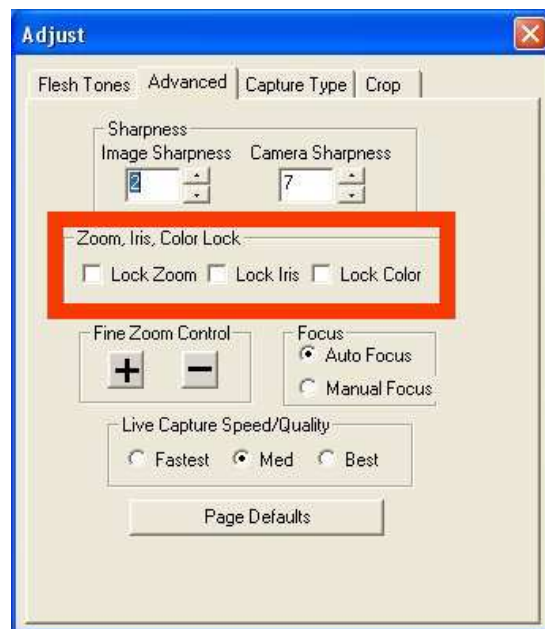 Adjust
Flesh Tones Advanced Capture Type Crop
Sharpness
Image Sharpness Camera Sharpness
2 7
Zoom, Iris, Color Lock
Lock Zoom Lock Iris Lock Color
Fine Zoom Control Focus
+ - Auto Focus
Manual Focus
Live Capture Speed/Quality
Fastest Med Best
Page Defaults